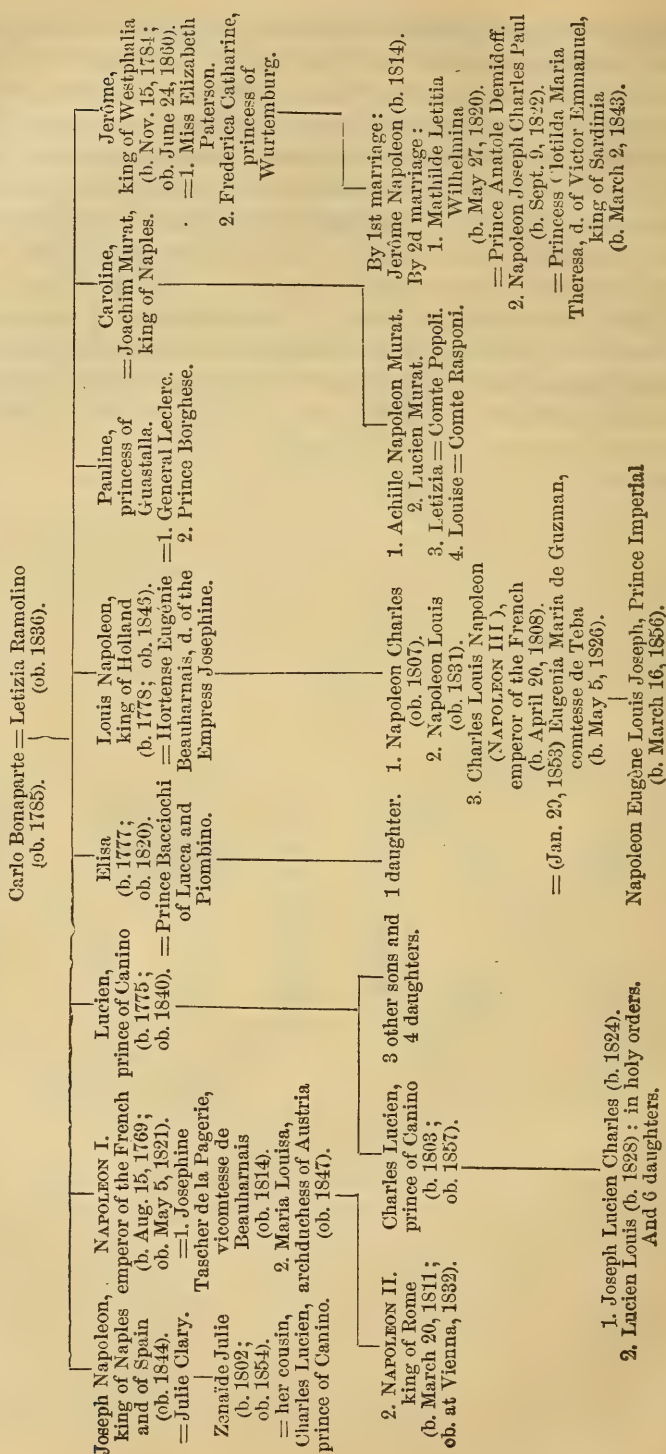 Carlo Bonaparte = Letizia Ramolino
(ob. 1785). (ob. 1836).
Joseph Napoleon,
king of Naples
and of Spain
(ob. 1844).
=Julie Clary.
Zenaïde Julie
(b. 1802;
ob. 1854).
= her cousin,
Charles Lucien,
prince of Canino.
NAPOLEON I.
emperor of the French
(b. Aug. 15, 1769;
ob. May 5, 1821).
=1. Josephine
Tascher de la Pagerie,
vicomtesse de
Beauharnais
(ob. 1814).
2. Maria Louisa,
archduchess of Austria
(ob. 1847).
2. NAPOLEON II.
king of Rome
(b. March 20, 1811;
ob. at Vienna, 1832).
Lucien,
prince of Canino
(b. 1775;
ob. 1840).
Charles Lucien,
prince of Canino
(b. 1803;
ob. 1857).
3 other sons and
4 daughters.
1. Joseph Lucien Charles (b. 1824).
2. Lucien Louis (b. 1828): in holy orders.
And 6 daughters.
Elisa
(b. 1777;
ob. 1820).
=Prince Bacciochi
of Lucca and
Piombino.
1 daughter.
Louis Napoleon,
king of Holland
(b. 1778; ob. 1846).
=Hortense Eugénie
Beauharnais, d. of the
Empress Josephine.
1. Napoleon Charles
(ob. 1807).
2. Napoleon Louis
(ob. 1831).
3. Charles Louis Napoleon
(NAPOLEON III),
emperor of the French
(b. April 20, 1808).
= (Jan. 29, 1853) Eugenia Maria de Guzman,
comtesse de Teba
(b. May 5, 1826).
Napoleon Eugène Louis Joseph, Prince Imperial
(b. March 16, 1856).
Pauline,
princess of
Guastalla.
=1. General Leclerc.
2. Prince Borghese.
Caroline,
=Joachim Murat,
king of Naples.
1. Achille Napoleon Murat.
2. Lucien Murat.
3. Letizia = Comte Popoli.
4. Louise = Comte Rasponi.
Jerôme,
king of Westphalia
(b. Nov. 15, 1784;
ob. June 24, 1860).
=1. Miss Elizabeth
Paterson.
2. Frederica Catharine,
princess of
Wurtemburg.
By 1st marriage:
Jerôme Napoleon (b. 1814).
By 2d marriage:
1. Mathilde Letitia
Wilhelmina
(b. May 27, 1820).
= Prince Anatole Demidoff.
2. Napoleon Joseph Charles Paul
(b. Sept. 9, 1822).
= Princess Clotilda Maria
Theresa, d. of Victor Emmanuel,
king of Sardinia
(b. March 2, 1843).